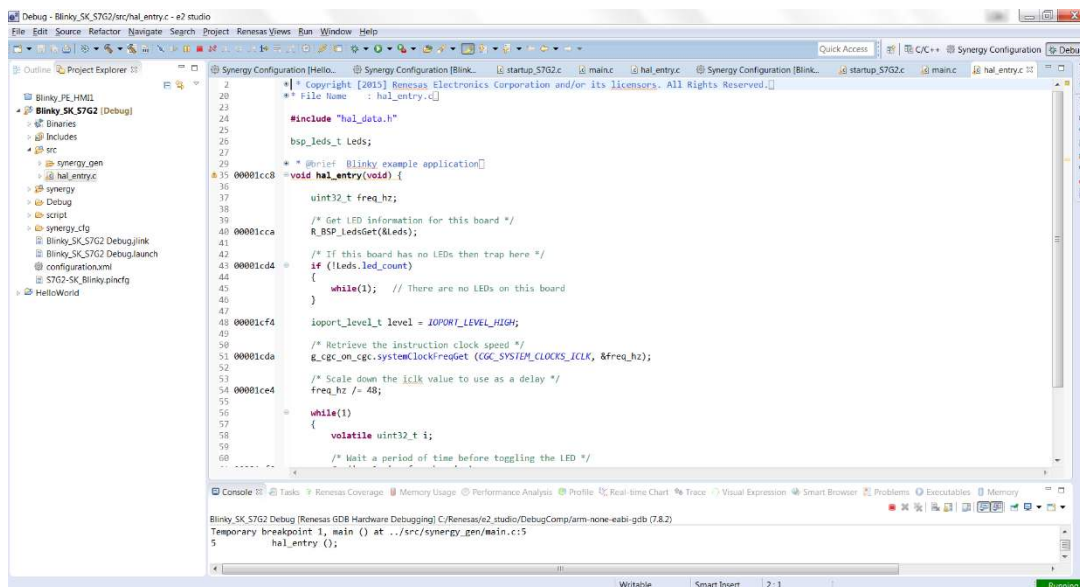 Debug - Blinky_SK_S7G2/src/hal_entry.c - e2 studio
File Edit Source Refactor Navigate Search Project Renesas Views Run Window Help
Quick Access C/C++ Synergy Configuration Debug
Outline Project Explorer
Synergy Configuration [Hello... Synergy Configuration [Blink... startup_S7G2.c main.c hal_entry.c Synergy Configuration [Blink... startup_S7G2.c main.c hal_entry.c
Blinky_PE_HMI1
Blinky_SK_S7G2 [Debug]
Binaries
Includes
src
synergy_gen
hal_entry.c
synergy
Debug
script
synergy_cfg
Blinky_SK_S7G2 Debug.jlink
Blinky_SK_S7G2 Debug.launch
configuration.xml
S7G2-SK_Blinky.pincfg
HelloWorld
2 * Copyright [2015] Renesas Electronics Corporation and/or its licensors. All Rights Reserved.
20 * File Name : hal_entry.c
23
24 #include "hal_data.h"
25
26 bsp_leds_t Leds;
27
29 * @brief Blinky example application
35 00001cc8 void hal_entry(void) {
36
37 uint32_t freq_hz;
38
39 /* Get LED information for this board */
40 00001cca R_BSP_LedsGet(&Leds);
41
42 /* If this board has no LEDs then trap here */
43 00001cd4 if (!Leds.led_count)
44 {
45 while(1); // There are no LEDs on this board
46 }
47
48 00001cf4 ioport_level_t level = IOPORT_LEVEL_HIGH;
49
50 /* Retrieve the instruction clock speed */
51 00001cda g_cgc_on_cgc.systemClockFreqGet (CGC_SYSTEM_CLOCKS_ICLK, &freq_hz);
52
53 /* Scale down the iclk value to use as a delay */
54 00001ce4 freq_hz /= 48;
55
56 while(1)
57 {
58 volatile uint32_t i;
59
60 /* Wait a period of time before toggling the LED */
Console Tasks Renesas Coverage Memory Usage Performance Analysis Profile Real-time Chart Trace Visual Expression Smart Browser Problems Executables Memory
Blinky_SK_S7G2 Debug [Renesas GDB Hardware Debugging] C:/Renesas/e2_studio/DebugComp/arm-none-eabi-gdb (7.8.2)
Temporary breakpoint 1, main () at ../src/synergy_gen/main.c:5
5 hal_entry ();
Writable Smart Insert 2 : 1 Running